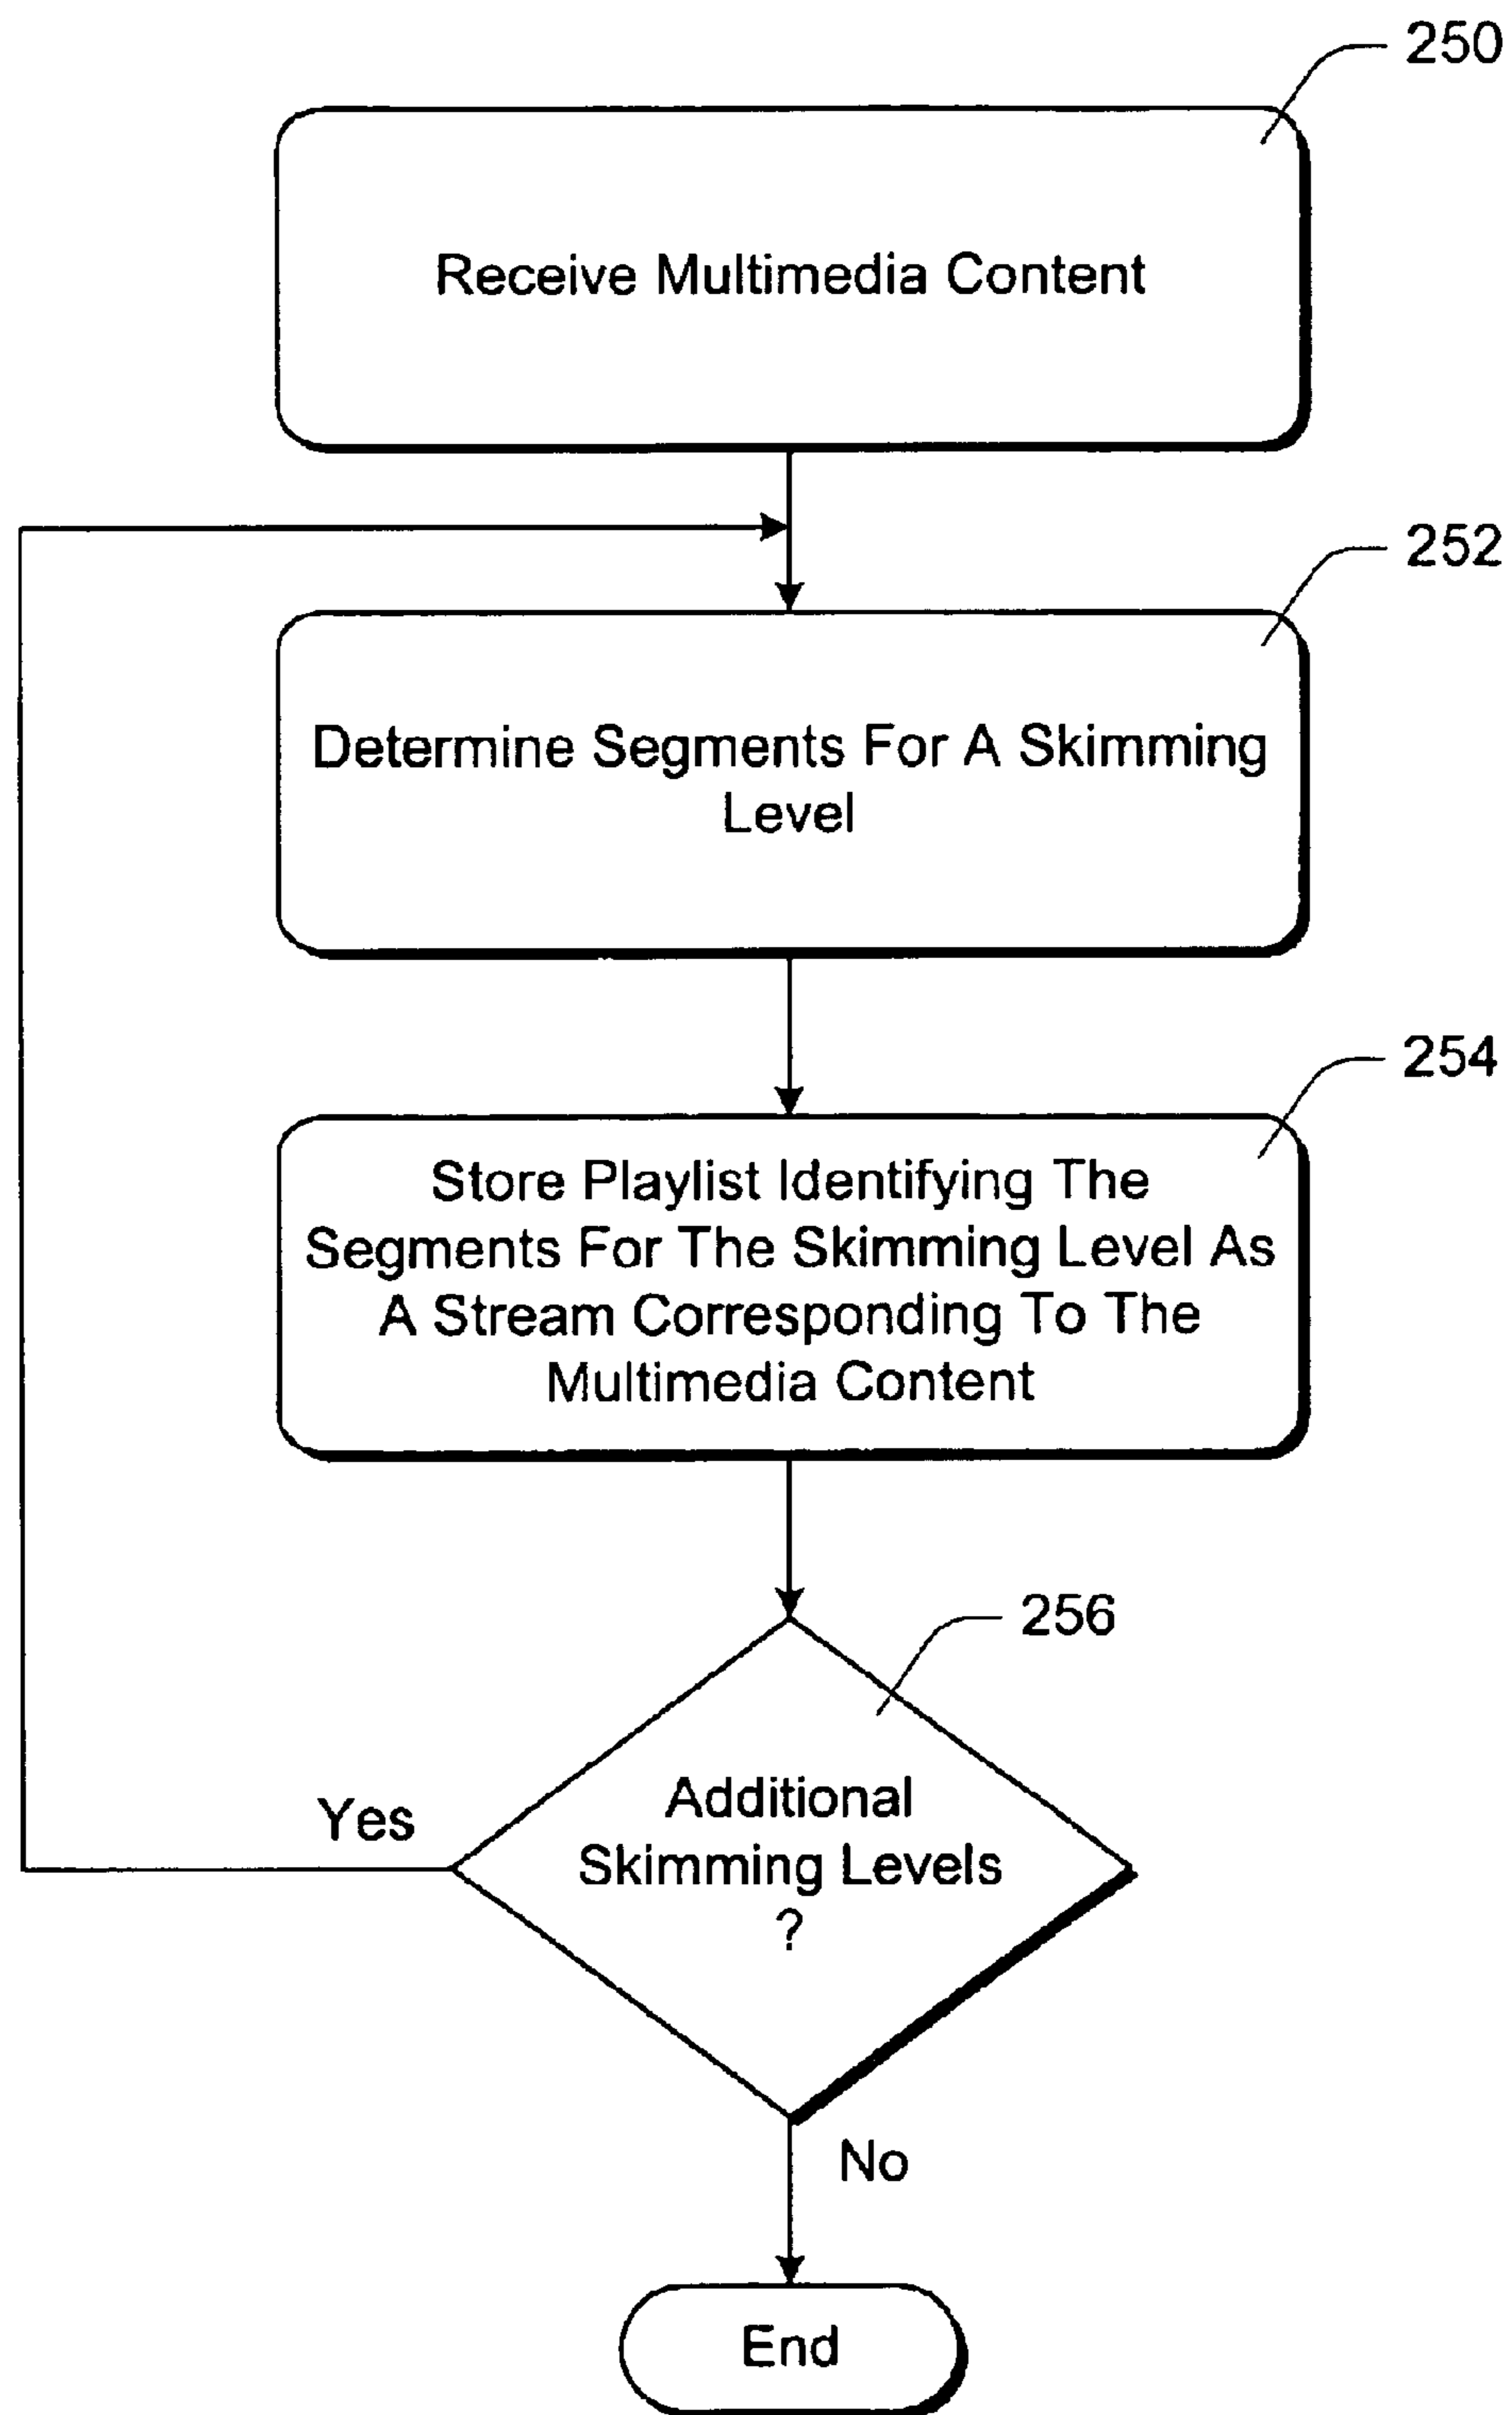 250
Receive Multimedia Content
252
Determine Segments For A Skimming
Level
254
Store Playlist Identifying The
Segments For The Skimming Level As
A Stream Corresponding To The
Multimedia Content
256
Additional
Skimming Levels
?
Yes
No
End